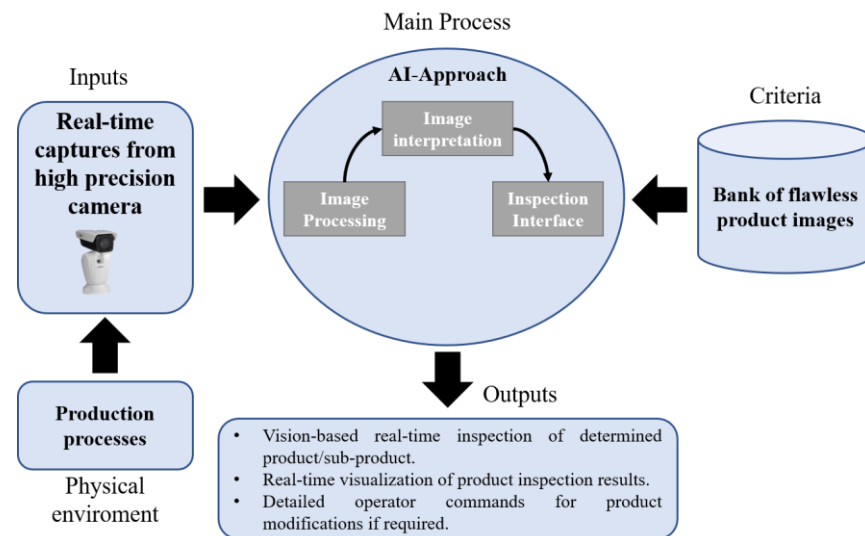 Main Process
Inputs
AI-Approach
Criteria
Real-time
captures from
high precision
camera
Image
interpretation
Image
Processing
Inspection
Interface
Bank of flawless
product images
Production
processes
Physical
enviroment
Outputs
• Vision-based real-time inspection of determined
product/sub-product.
• Real-time visualization of product inspection results.
• Detailed operator commands for product
modifications if required.